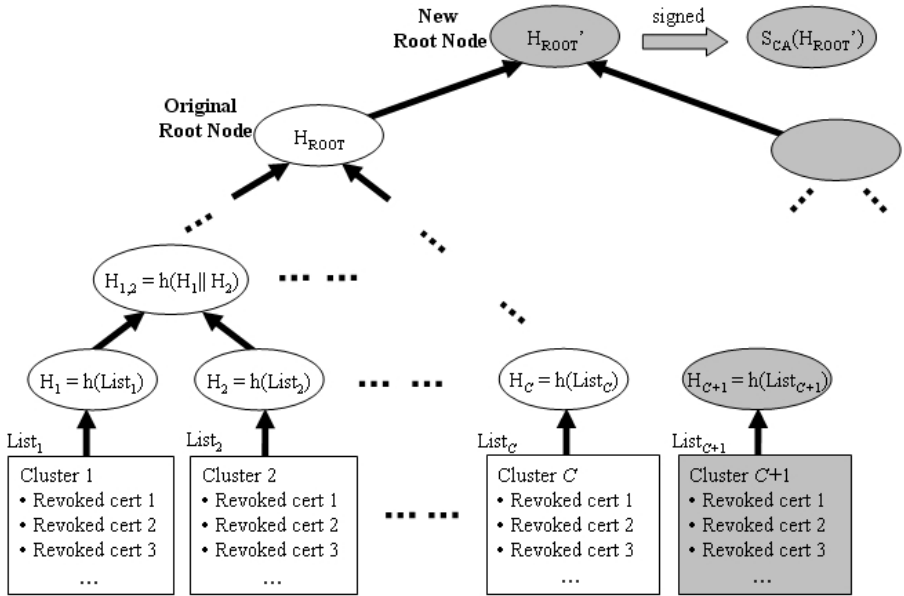 New
Root Node
H_ROOT'
signed
S_CA(H_ROOT')
Original
Root Node
H_ROOT
H_1,2 = h(H_1|| H_2)
H_1 = h(List_1)
H_2 = h(List_2)
H_C = h(List_C)
H_C+1 = h(List_C+1)
List_1
List_2
List_C
List_C+1
Cluster 1
• Revoked cert 1
• Revoked cert 2
• Revoked cert 3
...
Cluster 2
• Revoked cert 1
• Revoked cert 2
• Revoked cert 3
...
Cluster C
• Revoked cert 1
• Revoked cert 2
• Revoked cert 3
...
Cluster C+1
• Revoked cert 1
• Revoked cert 2
• Revoked cert 3
...